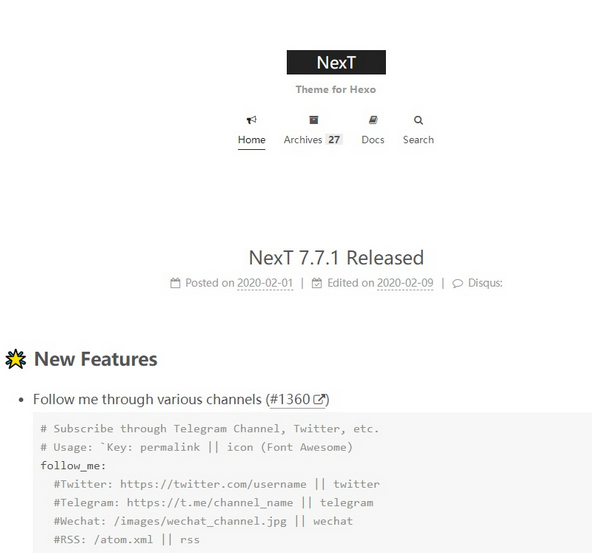 NexT
Theme for Hexo
Home Archives 27 Docs Search
NexT 7.7.1 Released
Posted on 2020-02-01 | Edited on 2020-02-09 | Disqus:
New Features
• Follow me through various channels (#1360)
# Subscribe through Telegram Channel, Twitter, etc.
# Usage: `Key: permalink || icon (Font Awesome)
follow_me:
  #Twitter: https://twitter.com/username || twitter
  #Telegram: https://t.me/channel_name || telegram
  #Wechat: /images/wechat_channel.jpg || wechat
  #RSS: /atom.xml || rss